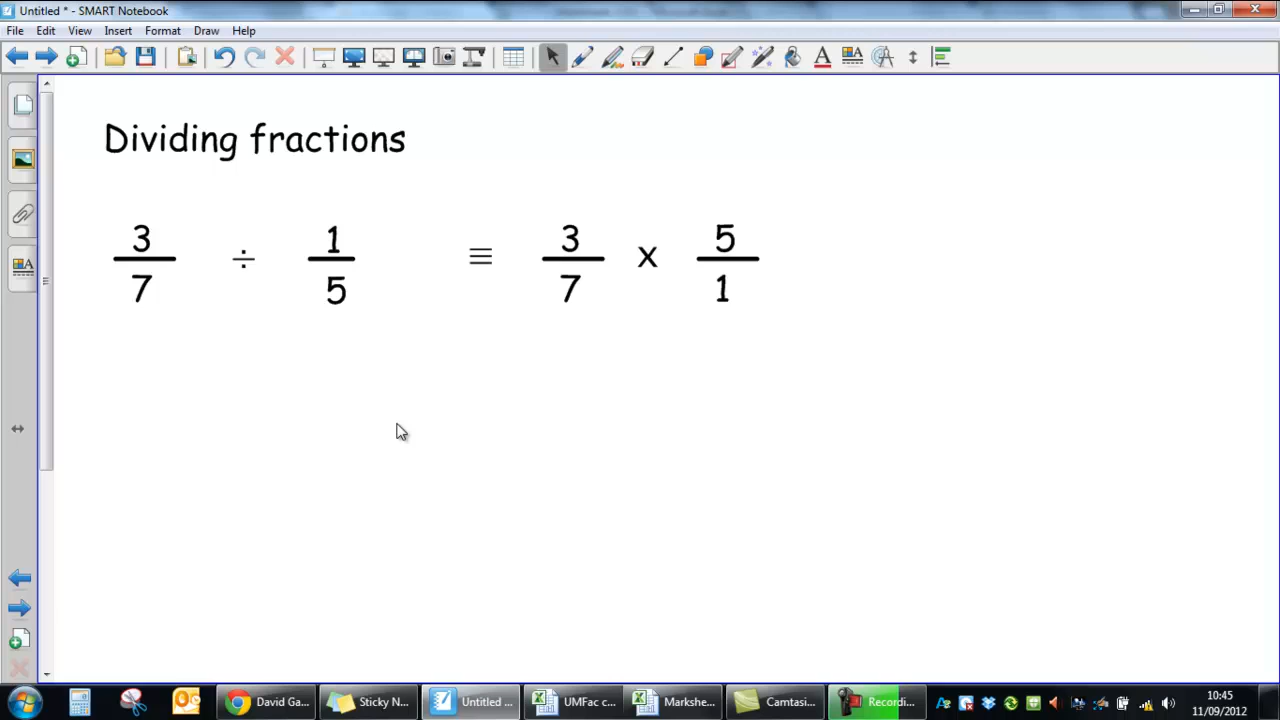 Untitled * - SMART Notebook
File Edit View Insert Format Draw Help
Dividing fractions
3 1 3 5
÷ ≡ x
7 5 7 1
David Ga... Sticky N... Untitled ... UMFac c... Markshe... Camtasi... Recordi...
10:45
11/09/2012